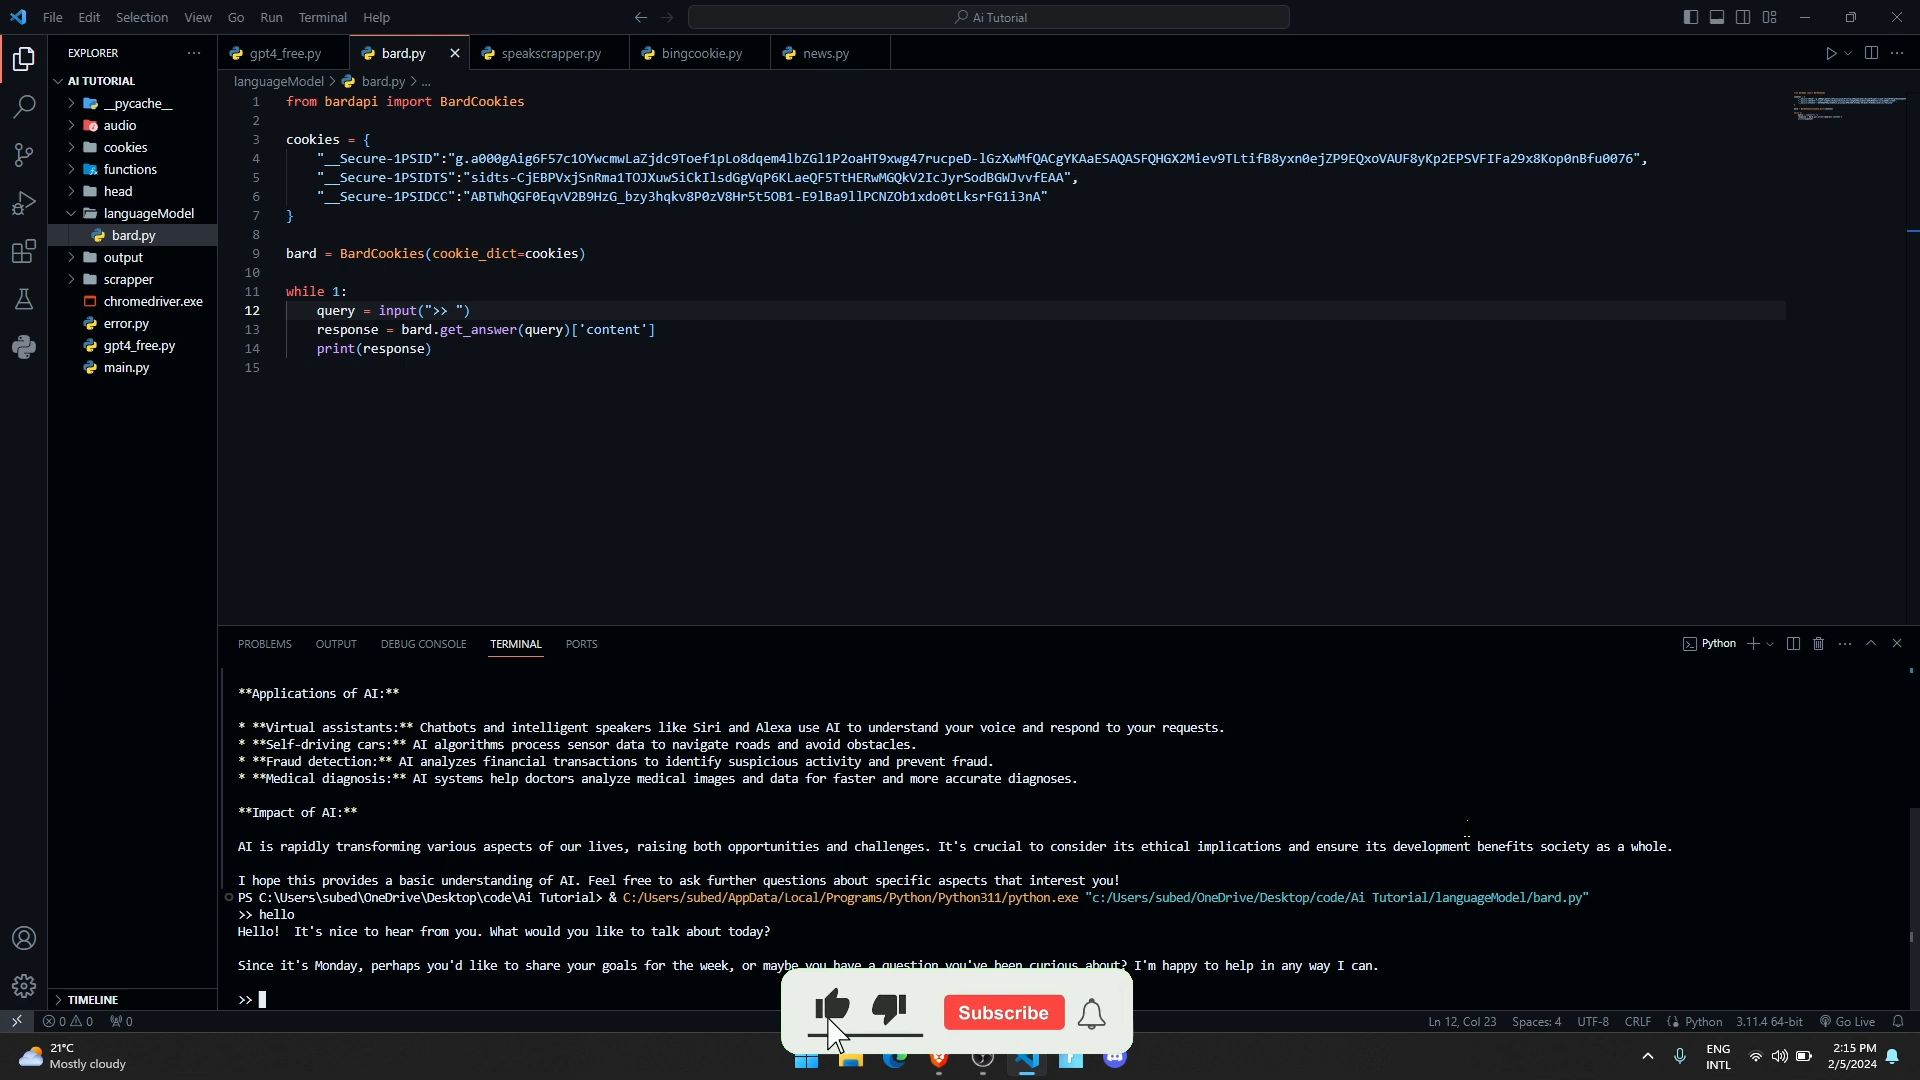 File Edit Selection View Go Run Terminal Help
Ai Tutorial
EXPLORER
AI TUTORIAL
__pycache__
audio
cookies
functions
head
languageModel
bard.py
output
scrapper
chromedriver.exe
error.py
gpt4_free.py
main.py
TIMELINE
gpt4_free.py bard.py speakscrapper.py bingcookie.py news.py
languageModel > bard.py > ...
1 from bardapi import BardCookies
2
3 cookies = {
4 "__Secure-1PSID":
5 "__Secure-1PSIDTS":
6 "__Secure-1PSIDCC":
7 }
8
9 bard = BardCookies(cookie_dict=cookies)
10
11 while 1:
12 query = input(">> ")
13 response = bard.get_answer(query)['content']
14 print(response)
15
PROBLEMS OUTPUT DEBUG CONSOLE TERMINAL PORTS
Python
**Applications of AI:**
* **Virtual assistants:** Chatbots and intelligent speakers like Siri and Alexa use AI to understand your voice and respond to your requests.
* **Self-driving cars:** AI algorithms process sensor data to navigate roads and avoid obstacles.
* **Fraud detection:** AI analyzes financial transactions to identify suspicious activity and prevent fraud.
* **Medical diagnosis:** AI systems help doctors analyze medical images and data for faster and more accurate diagnoses.
**Impact of AI:**
AI is rapidly transforming various aspects of our lives, raising both opportunities and challenges. It's crucial to consider its ethical implications and ensure its development benefits society as a whole.
I hope this provides a basic understanding of AI. Feel free to ask further questions about specific aspects that interest you!
PS C:\Users\subed\OneDrive\Desktop\code\Ai Tutorial> & C:/Users/subed/AppData/Local/Programs/Python/Python311/python.exe "c:/Users/subed/OneDrive/Desktop/code/Ai Tutorial/languageModel/bard.py"
>> hello
Hello! It's nice to hear from you. What would you like to talk about today?
Since it's Monday, perhaps you'd like to share your goals for the week, or maybe you have a question you've been curious about? I'm happy to help in any way I can.
>>
Subscribe
0 0 0
Ln 12, Col 23 Spaces: 4 UTF-8 CRLF Python 3.11.4 64-bit Go Live
21°C
Mostly cloudy
ENG
INTL
2:15 PM
2/5/2024